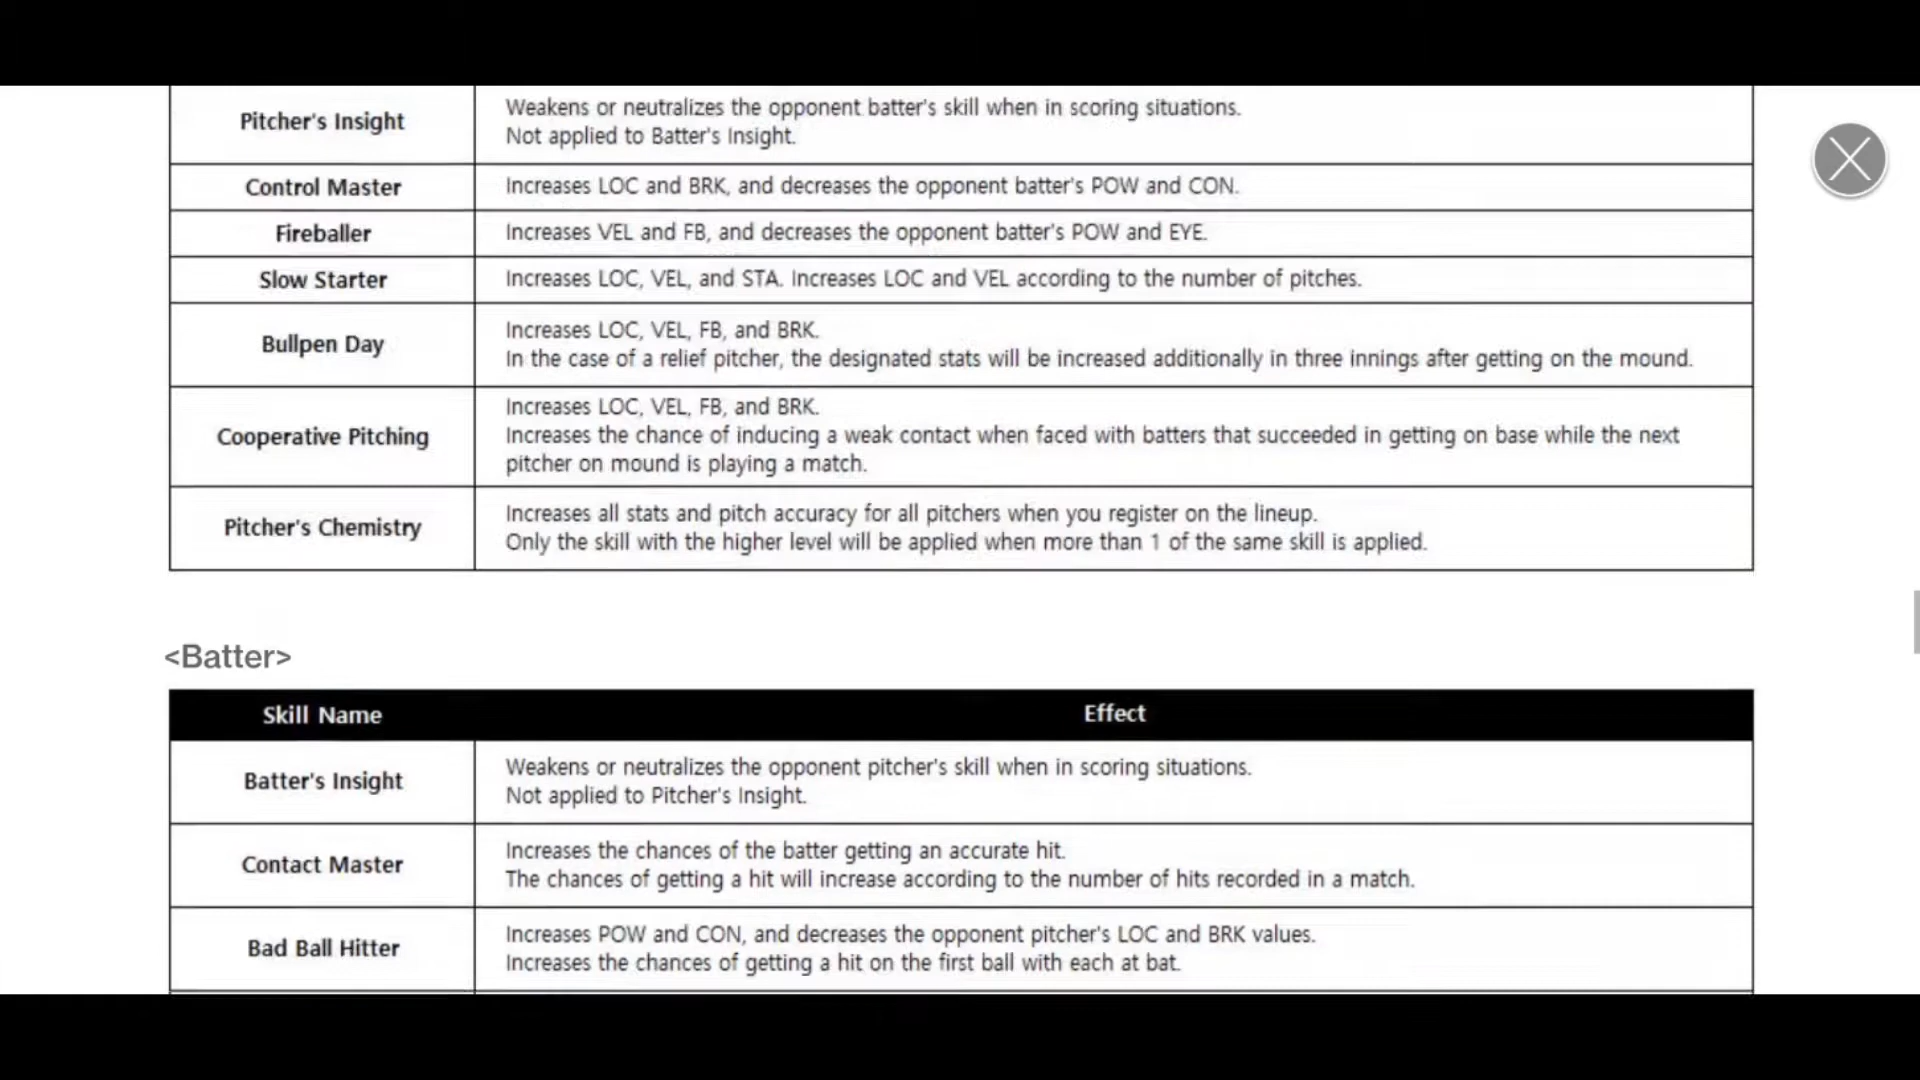 Pitcher's Insight
Weakens or neutralizes the opponent batter's skill when in scoring situations.
Not applied to Batter's Insight.
Control Master
Increases LOC and BRK, and decreases the opponent batter's POW and CON.
Fireballer
Increases VEL and FB, and decreases the opponent batter's POW and EYE.
Slow Starter
Increases LOC, VEL, and STA. Increases LOC and VEL according to the number of pitches.
Bullpen Day
Increases LOC, VEL, FB, and BRK.
In the case of a relief pitcher, the designated stats will be increased additionally in three innings after getting on the mound.
Cooperative Pitching
Increases LOC, VEL, FB, and BRK.
Increases the chance of inducing a weak contact when faced with batters that succeeded in getting on base while the next
pitcher on mound is playing a match.
Pitcher's Chemistry
Increases all stats and pitch accuracy for all pitchers when you register on the lineup.
Only the skill with the higher level will be applied when more than 1 of the same skill is applied.
<Batter>
Skill Name
Effect
Batter's Insight
Weakens or neutralizes the opponent pitcher's skill when in scoring situations.
Not applied to Pitcher's Insight.
Contact Master
Increases the chances of the batter getting an accurate hit.
The chances of getting a hit will increase according to the number of hits recorded in a match.
Bad Ball Hitter
Increases POW and CON, and decreases the opponent pitcher's LOC and BRK values.
Increases the chances of getting a hit on the first ball with each at bat.